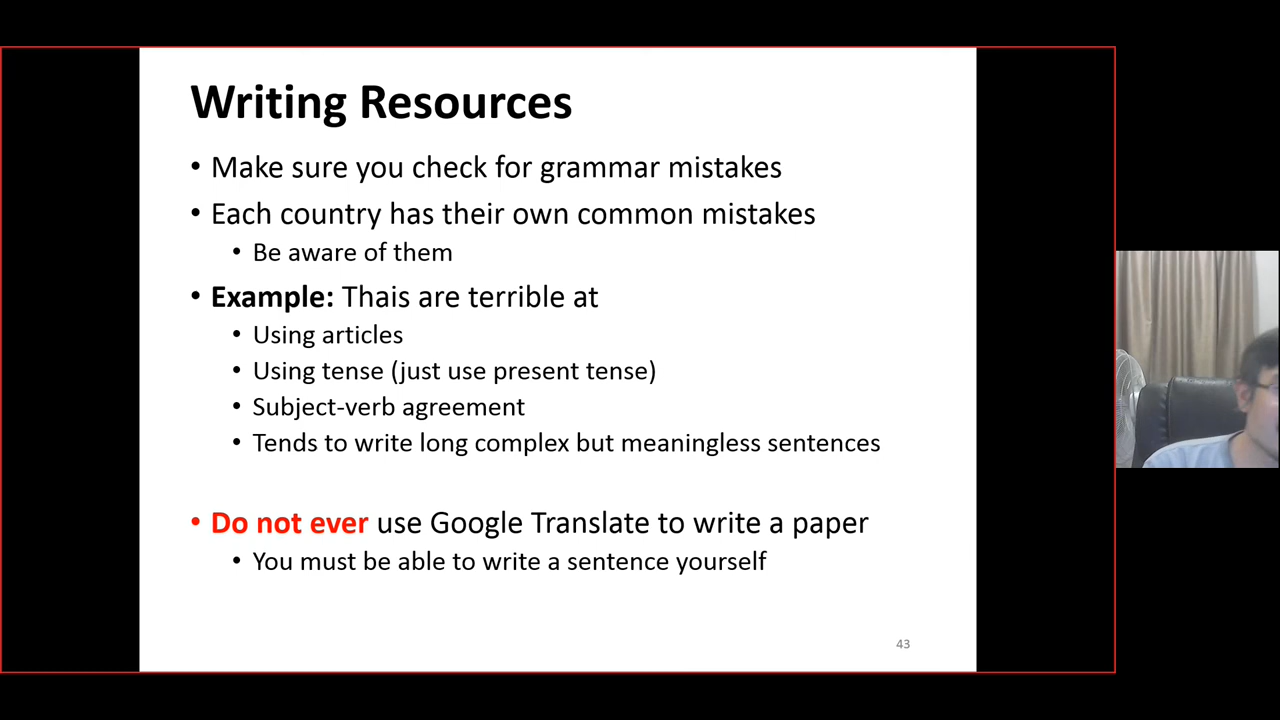 Writing Resources
• Make sure you check for grammar mistakes
• Each country has their own common mistakes
• Be aware of them
• Example: Thais are terrible at
• Using articles
• Using tense (just use present tense)
• Subject-verb agreement
• Tends to write long complex but meaningless sentences
• Do not ever use Google Translate to write a paper
• You must be able to write a sentence yourself
43